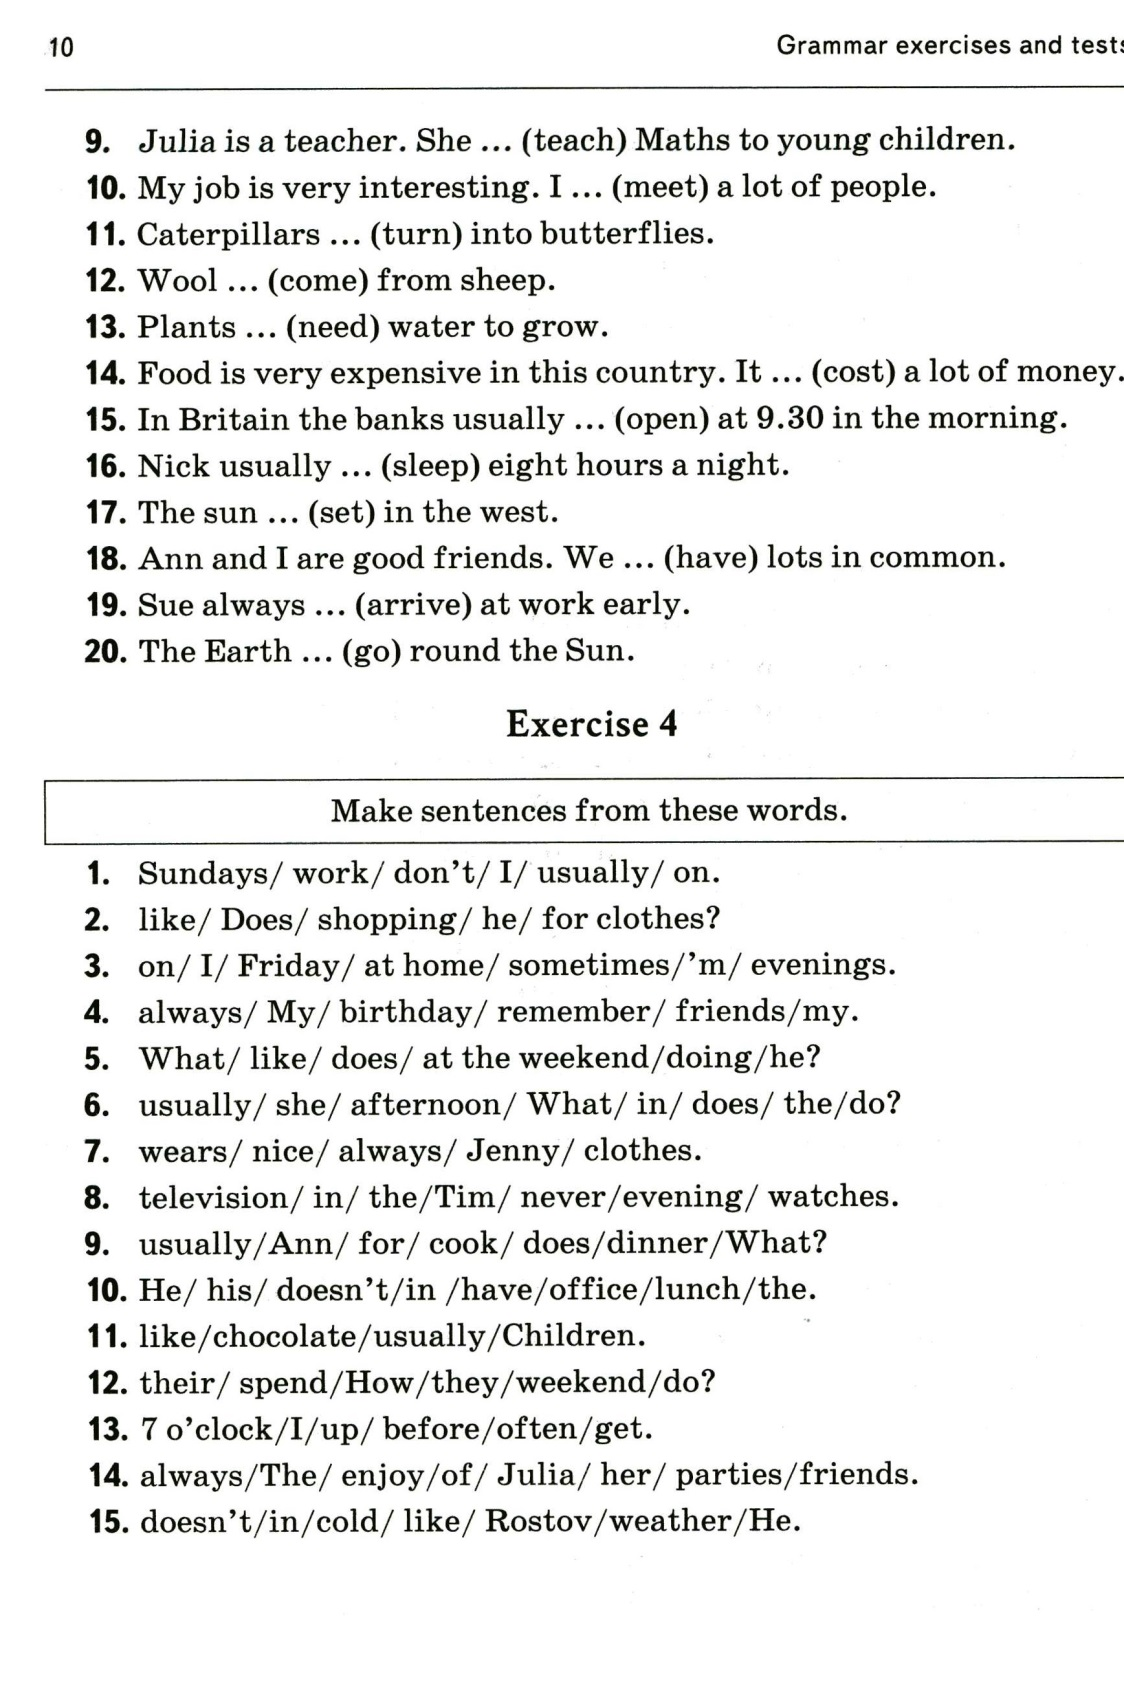 10
Grammar exercises and tests
9. Julia is a teacher. She ... (teach) Maths to young children.
10. My job is very interesting. I ... (meet) a lot of people.
11. Caterpillars ... (turn) into butterflies.
12. Wool ... (come) from sheep.
13. Plants ... (need) water to grow.
14. Food is very expensive in this country. It ... (cost) a lot of money.
15. In Britain the banks usually ... (open) at 9.30 in the morning.
16. Nick usually ... (sleep) eight hours a night.
17. The sun ... (set) in the west.
18. Ann and I are good friends. We ... (have) lots in common.
19. Sue always ... (arrive) at work early.
20. The Earth ... (go) round the Sun.
Exercise 4
Make sentences from these words.
1. Sundays/ work/ don't/ I/ usually/ on.
2. like/ Does/ shopping/ he/ for clothes?
3. on/ I/ Friday/ at home/ sometimes/'m/ evenings.
4. always/ My/ birthday/ remember/ friends/my.
5. What/ like/ does/ at the weekend/doing/he?
6. usually/ she/ afternoon/ What/ in/ does/ the/do?
7. wears/ nice/ always/ Jenny/ clothes.
8. television/ in/ the/Tim/ never/evening/ watches.
9. usually/Ann/ for/ cook/ does/dinner/What?
10. He/ his/ doesn't/in /have/office/lunch/the.
11. like/chocolate/usually/Children.
12. their/ spend/How/they/weekend/do?
13. 7 o'clock/I/up/ before/often/get.
14. always/The/ enjoy/of/ Julia/ her/ parties/friends.
15. doesn't/in/cold/ like/ Rostov/weather/He.